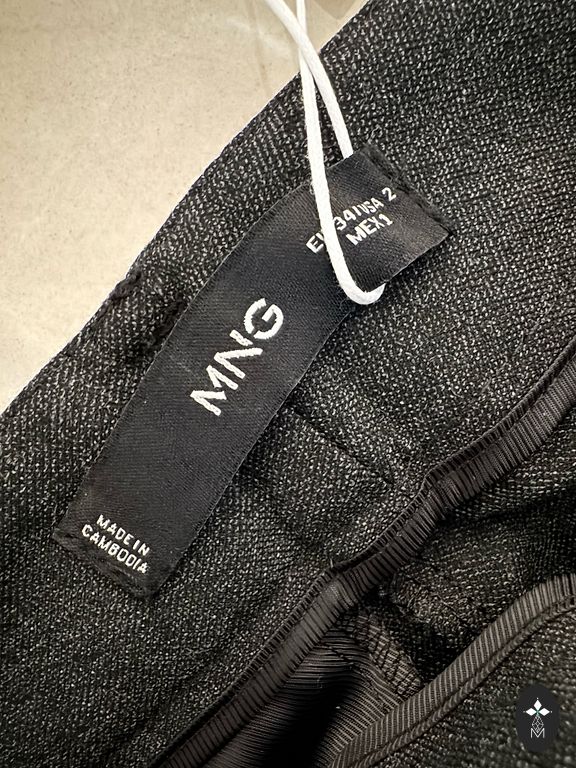 EU 34/USA 2
MEX 1
MNG
MADE IN
CAMBODIA